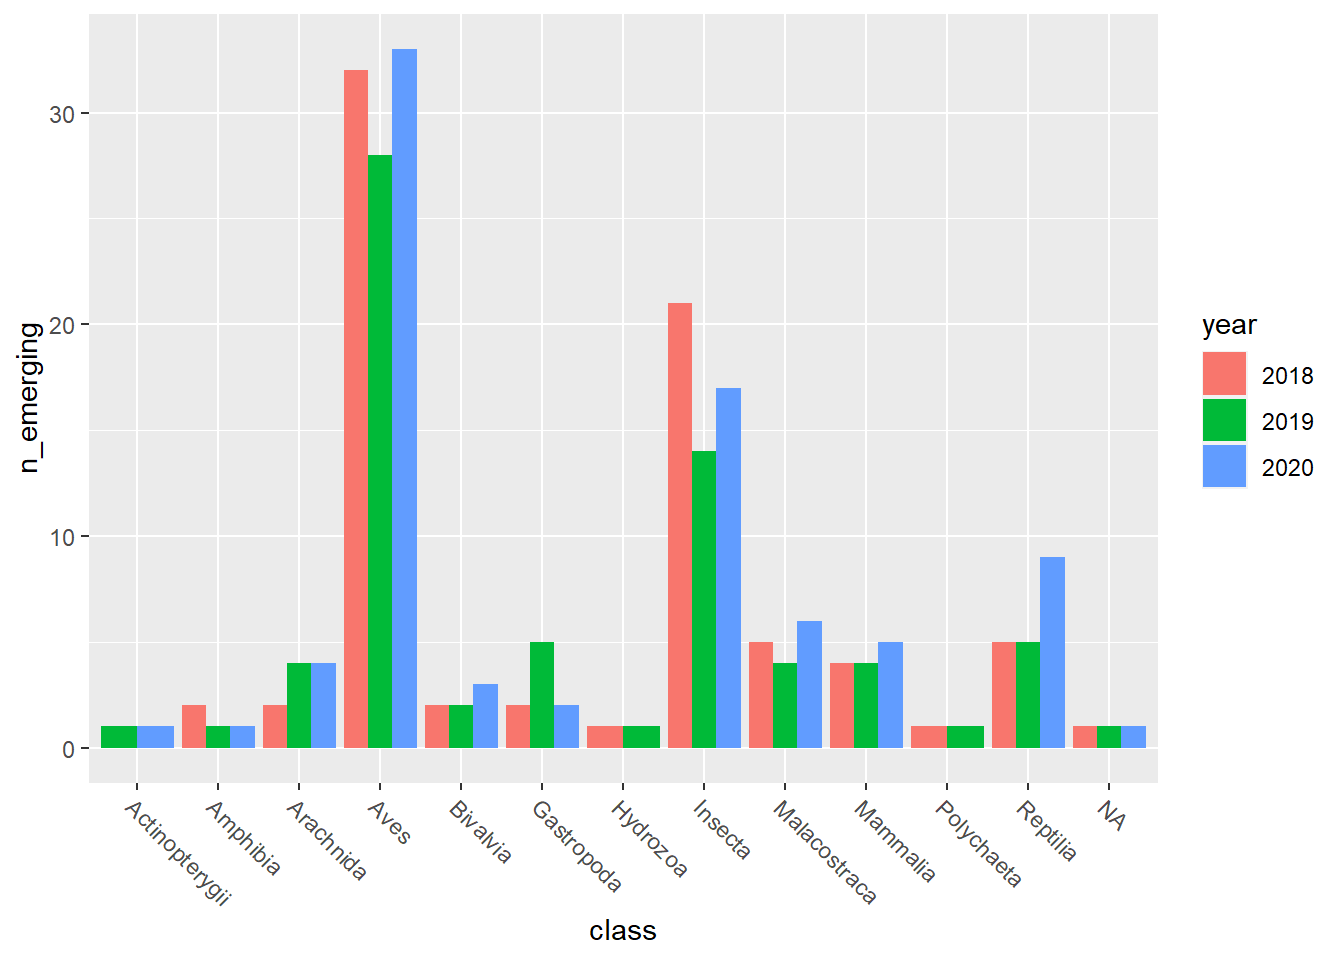 n_emerging
30
20
10
0
Actinopterygii
Amphibia
Arachnida
Aves
Bivalvia
Gastropoda
Hydrozoa
Insecta
Malacostraca
Mammalia
Polychaeta
Reptilia
NA
class
year
2018
2019
2020